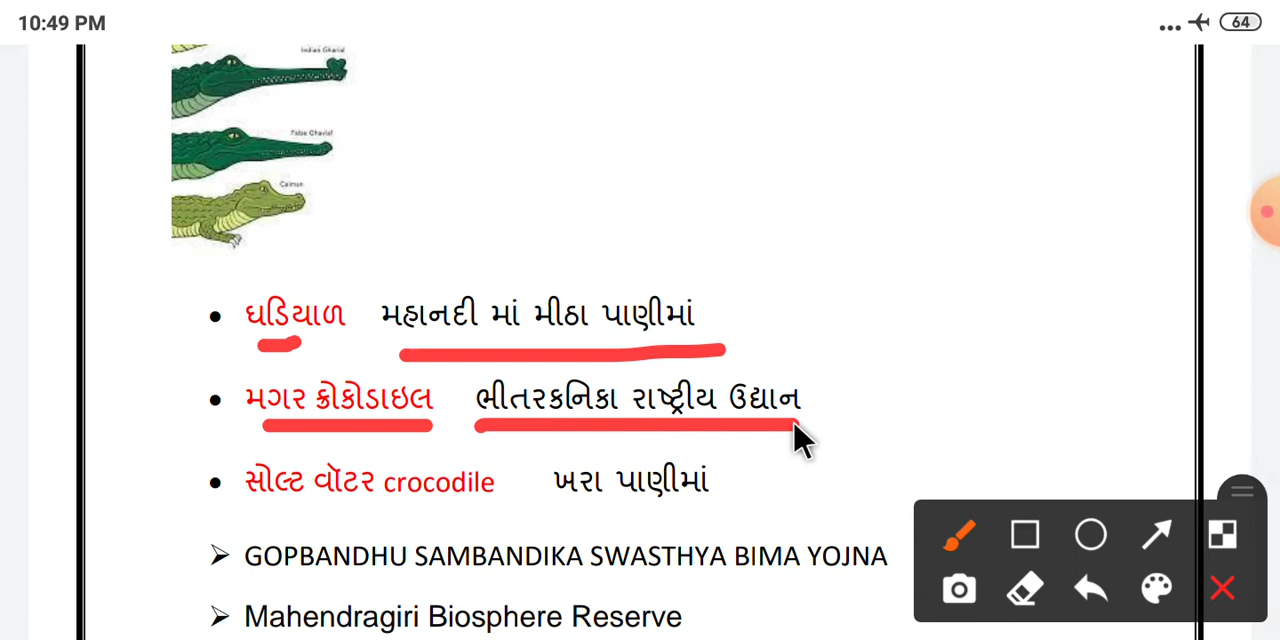 10:49 PM 64
Indian Gharial
False Gharial
Caiman
• ઘડિયાળ મહાનદી માં મીઠા પાણીમાં
• મગર ક્રોકોડાઇલ ભીતરકનિકા રાષ્ટ્રીય ઉદ્યાન
• સોલ્ટ વૉટર crocodile ખરા પાણીમાં
➢ GOPBANDHU SAMBANDIKA SWASTHYA BIMA YOJNA
➢ Mahendragiri Biosphere Reserve